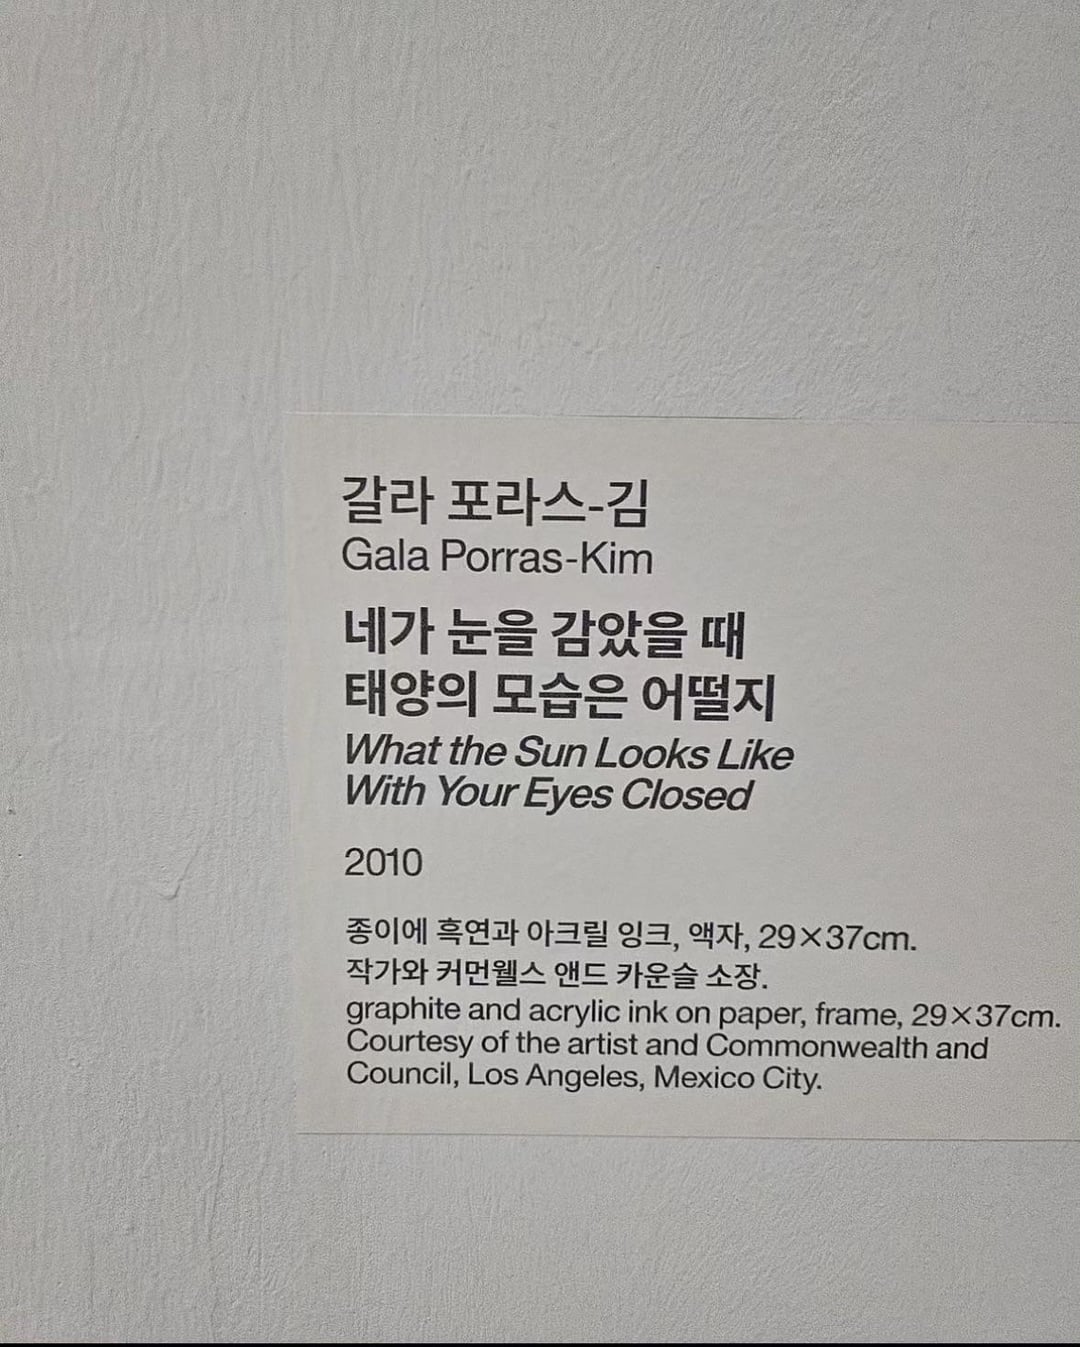 갈라 포라스-김
Gala Porras-Kim
네가 눈을 감았을 때
태양의 모습은 어떨지
What the Sun Looks Like
With Your Eyes Closed
2010
종이에 흑연과 아크릴 잉크, 액자, 29×37cm.
작가와 커먼웰스 앤드 카운슬 소장.
graphite and acrylic ink on paper, frame, 29×37cm.
Courtesy of the artist and Commonwealth and
Council, Los Angeles, Mexico City.